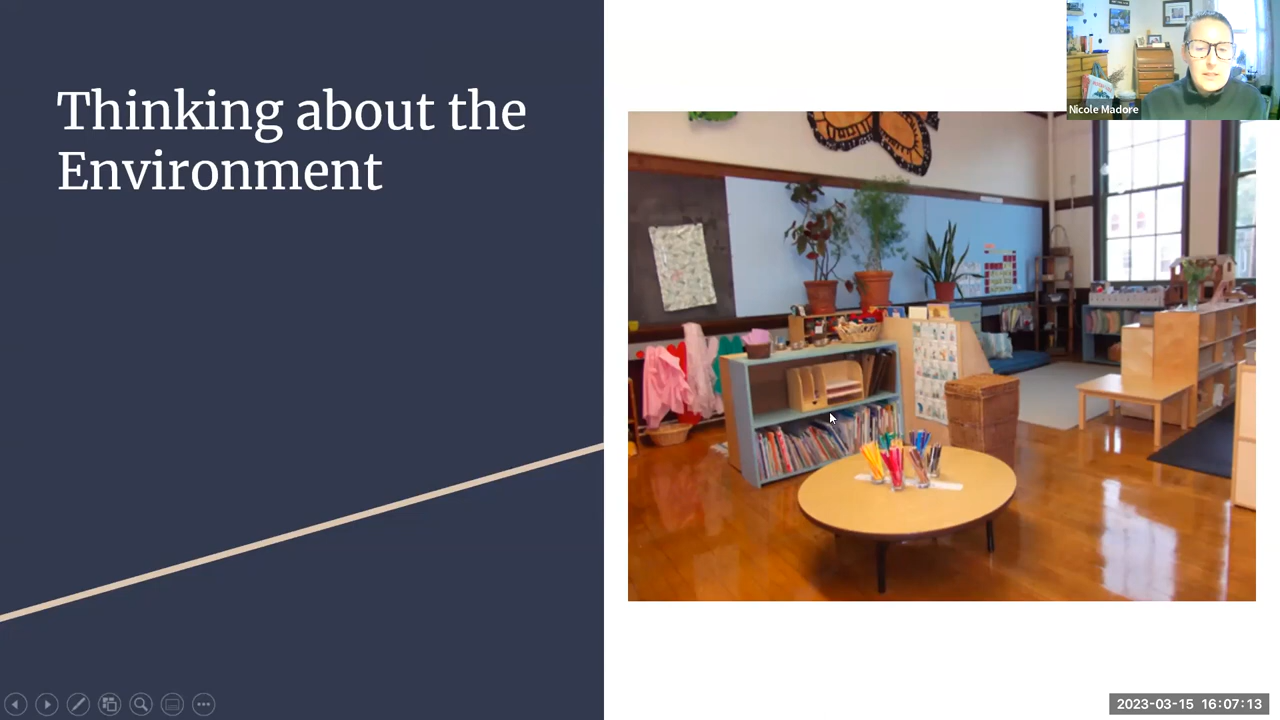 Thinking about the
Environment
Nicole Madore
2023-03-15 16:07:13